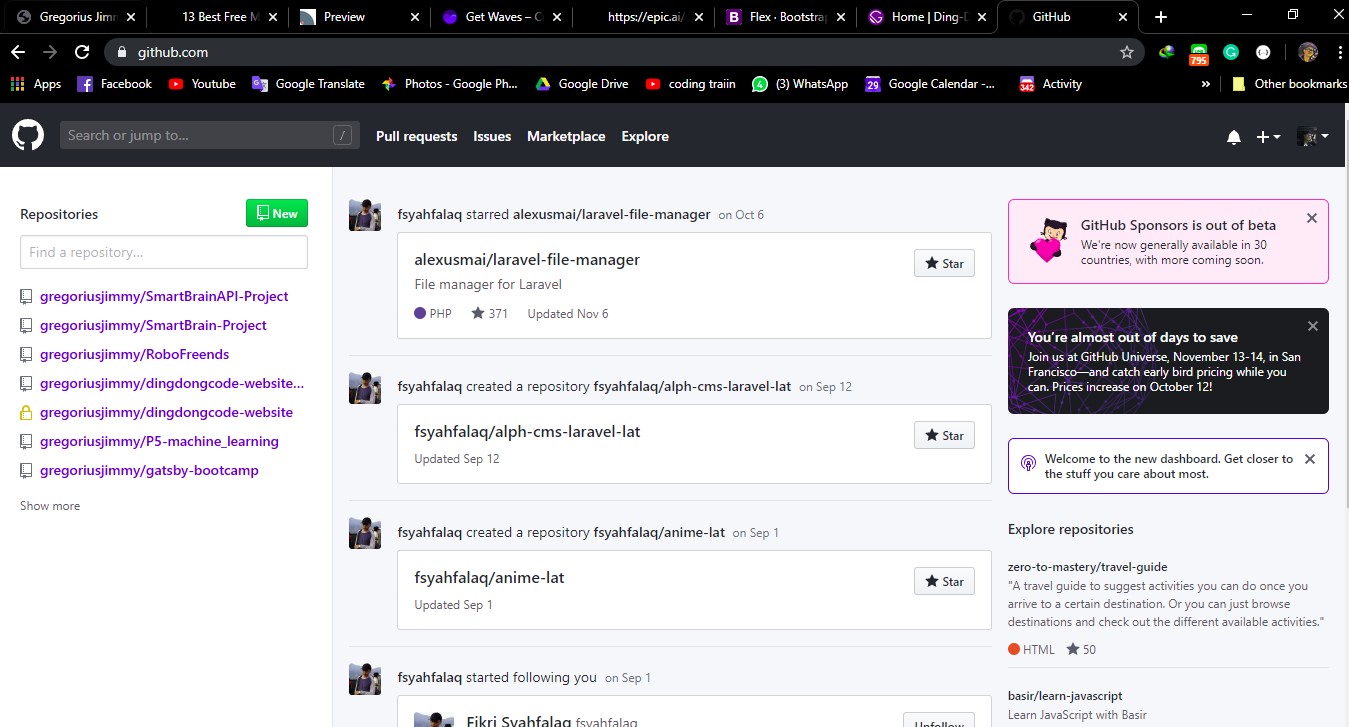 Gregorius Jimm
13 Best Free M
Preview
Get Waves – C
https://epic.ai/
Flex · Bootstrap
Home | Ding-D
GitHub
github.com
795
Apps
Facebook
Youtube
Google Translate
Photos - Google Ph...
Google Drive
coding traiin
4
(3) WhatsApp
29
Google Calendar -...
342
Activity
»
Other bookmarks
Search or jump to...
/
Pull requests
Issues
Marketplace
Explore
Repositories
New
Find a repository...
gregoriusjimmy/SmartBrainAPI-Project
gregoriusjimmy/SmartBrain-Project
gregoriusjimmy/RoboFreends
gregoriusjimmy/dingdongcode-website...
gregoriusjimmy/dingdongcode-website
gregoriusjimmy/P5-machine_learning
gregoriusjimmy/gatsby-bootcamp
Show more
fsyahfalaq starred alexusmai/laravel-file-manager on Oct 6
alexusmai/laravel-file-manager
Star
File manager for Laravel
PHP 371 Updated Nov 6
fsyahfalaq created a repository fsyahfalaq/alph-cms-laravel-lat on Sep 12
fsyahfalaq/alph-cms-laravel-lat
Star
Updated Sep 12
fsyahfalaq created a repository fsyahfalaq/anime-lat on Sep 1
fsyahfalaq/anime-lat
Star
Updated Sep 1
fsyahfalaq started following you on Sep 1
Fikri Syahfalaq fsyahfalaq
Unfollow
GitHub Sponsors is out of beta
We're now generally available in 30
countries, with more coming soon.
You're almost out of days to save
Join us at GitHub Universe, November 13-14, in San
Francisco—and catch early bird pricing while you
can. Prices increase on October 12!
Welcome to the new dashboard. Get closer to
the stuff you care about most.
Explore repositories
zero-to-mastery/travel-guide
"A travel guide to suggest activities you can do once you
arrive to a certain destination. Or you can just browse
destinations and check out the different available activities."
HTML 50
basir/learn-javascript
Learn JavaScript with Basir